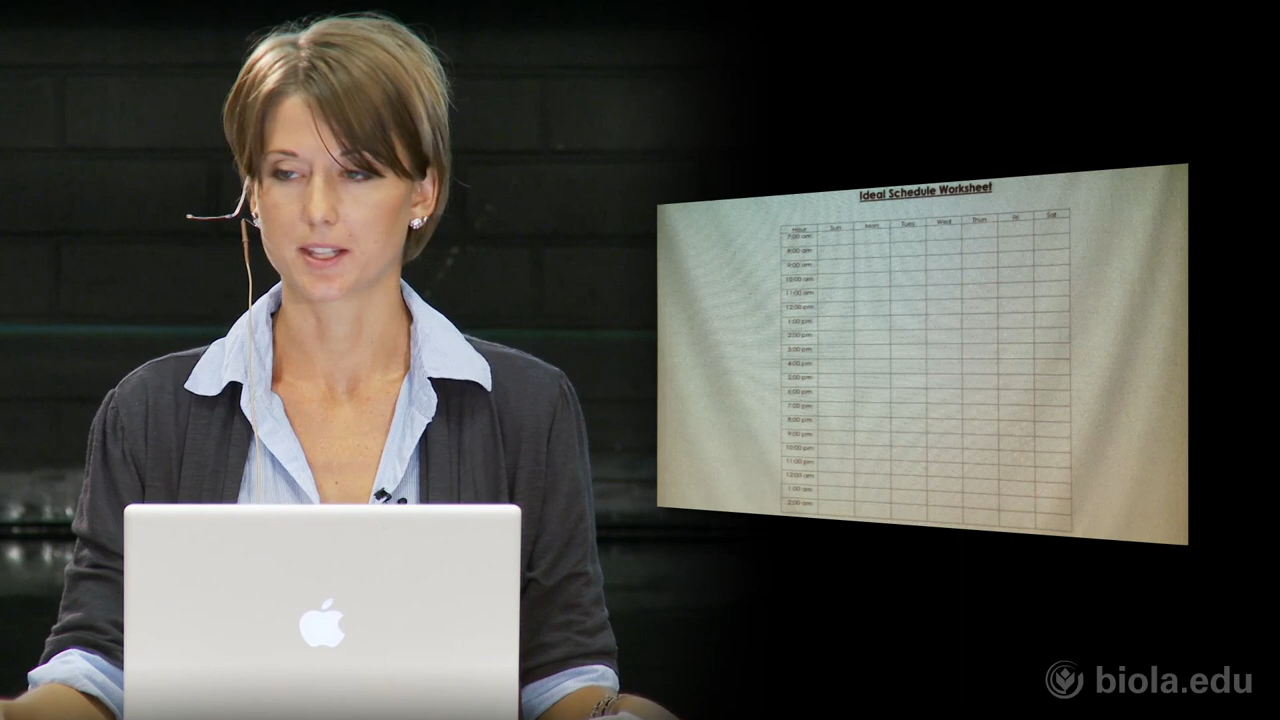 Ideal Schedule Worksheet
Hour Sun Mon Tues Wed Thurs Fri Sat
7:00 am
8:00 am
9:00 am
10:00 am
11:00 am
12:00 pm
1:00 pm
2:00 pm
3:00 pm
4:00 pm
5:00 pm
6:00 pm
7:00 pm
8:00 pm
9:00 pm
10:00 pm
11:00 pm
12:00 am
1:00 am
2:00 am
biola.edu